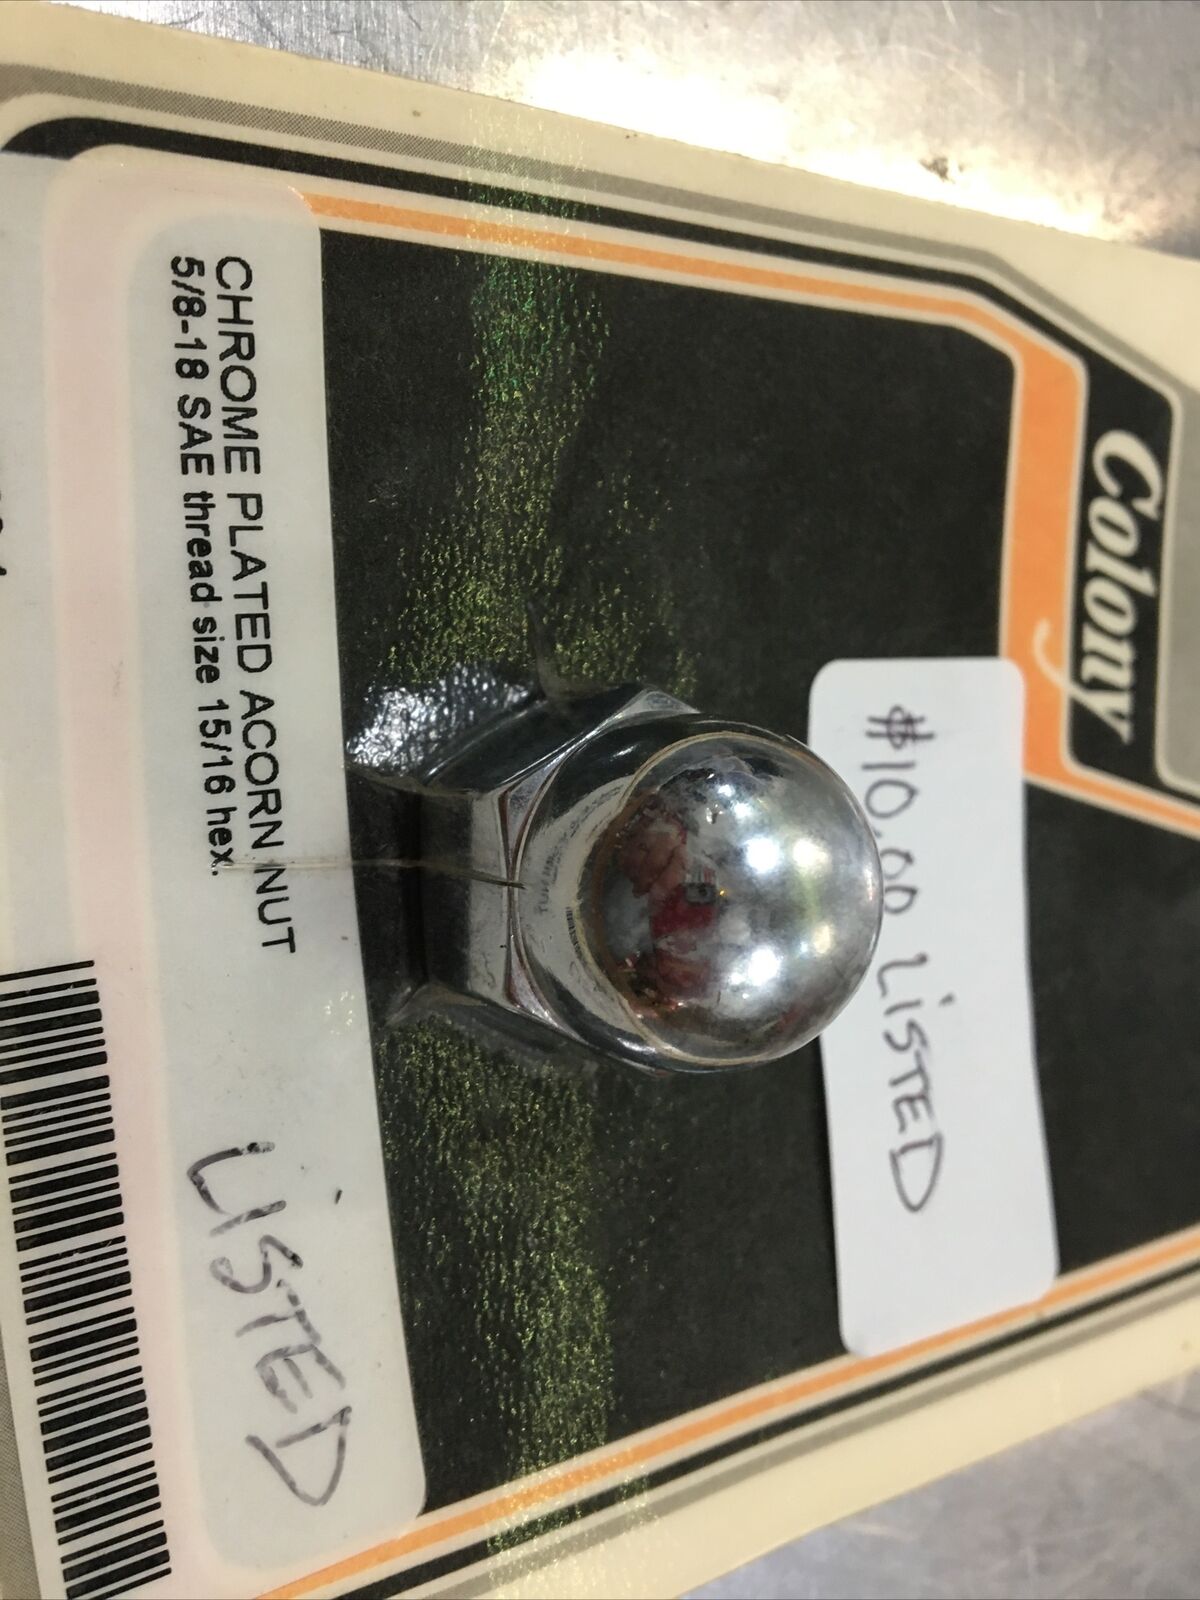 Colony
$10.00 LISTED
CHROME PLATED ACORN NUT
5/8-18 SAE thread size 15/16 hex.
LISTED